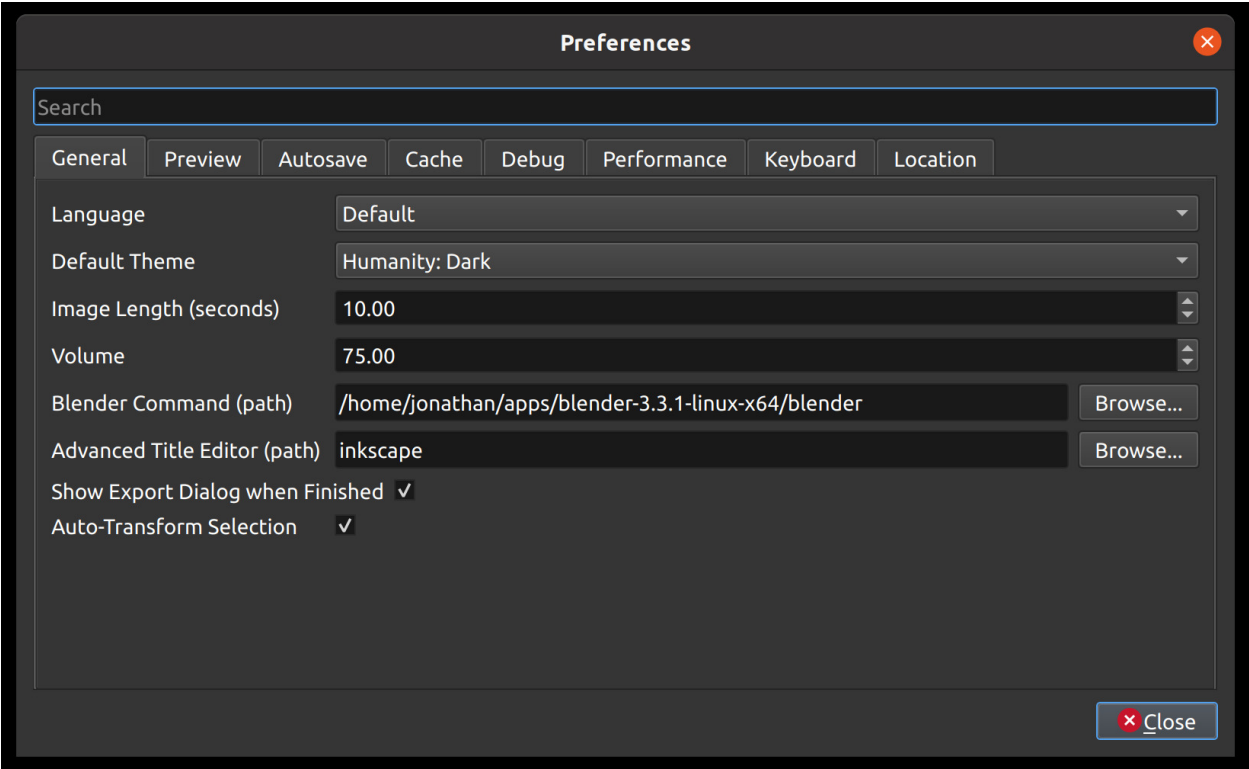 Preferences
Search
General Preview Autosave Cache Debug Performance Keyboard Location
Language Default
Default Theme Humanity: Dark
Image Length (seconds) 10.00
Volume 75.00
Blender Command (path) /home/jonathan/apps/blender-3.3.1-linux-x64/blender Browse...
Advanced Title Editor (path) inkscape Browse...
Show Export Dialog when Finished
Auto-Transform Selection
Close